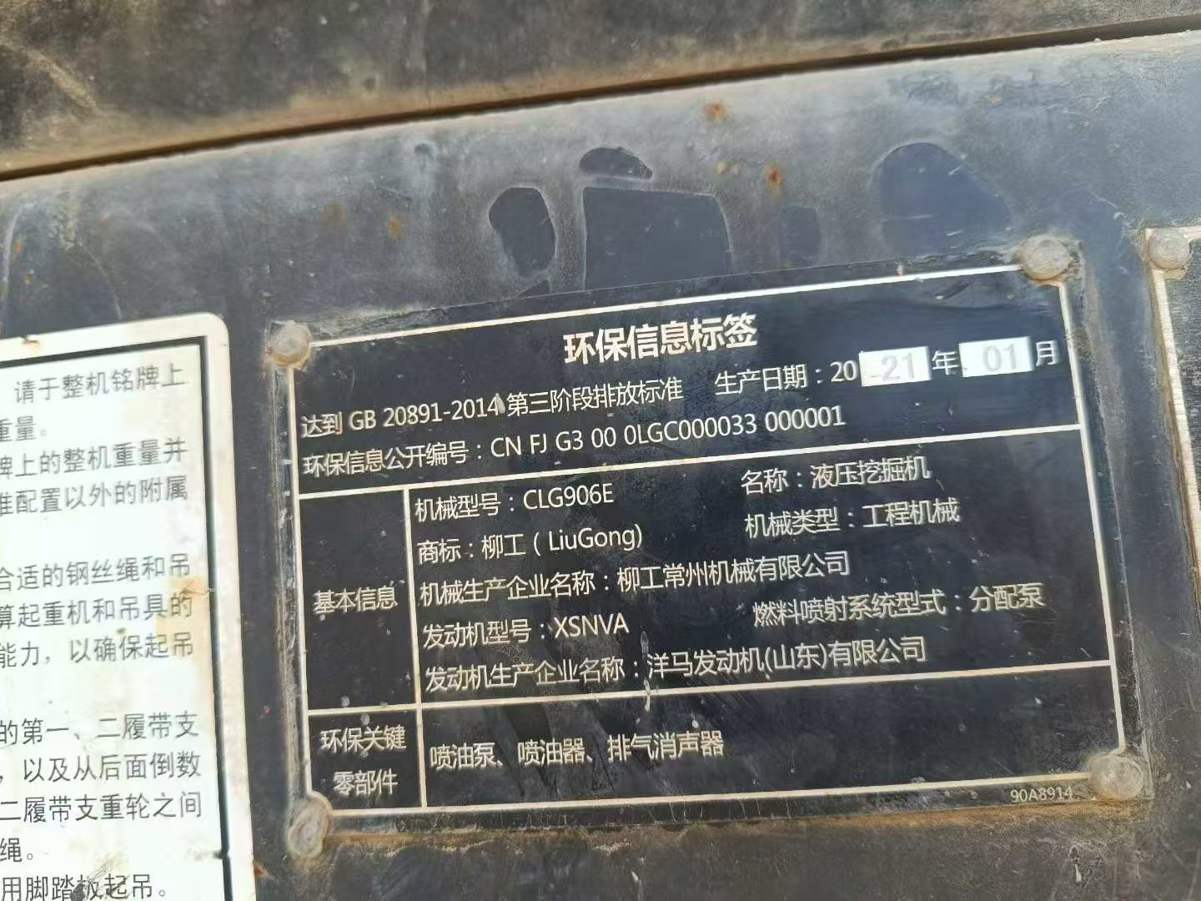 请于整机铭牌上
重量。
牌上的整机重量并
准配置以外的附属
合适的钢丝绳和吊
算起重机和吊具的
能力，以确保起吊
的第一、二履带支
，以及从后面倒数
二履带支重轮之间
绳。
用脚踏板起吊。
环保信息标签
达到 GB 20891-2014 第三阶段排放标准 生产日期：20 21 年 01 月
环保信息公开编号：CN FJ G3 00 0LGC000033 000001
基本信息
机械型号：CLG906E 名称：液压挖掘机
商标：柳工（LiuGong) 机械类型：工程机械
机械生产企业名称：柳工常州机械有限公司
发动机型号：XSNVA 燃料喷射系统型式：分配泵
发动机生产企业名称：洋马发动机(山东)有限公司
环保关键
零部件
喷油泵、喷油器、排气消声器
90A8914